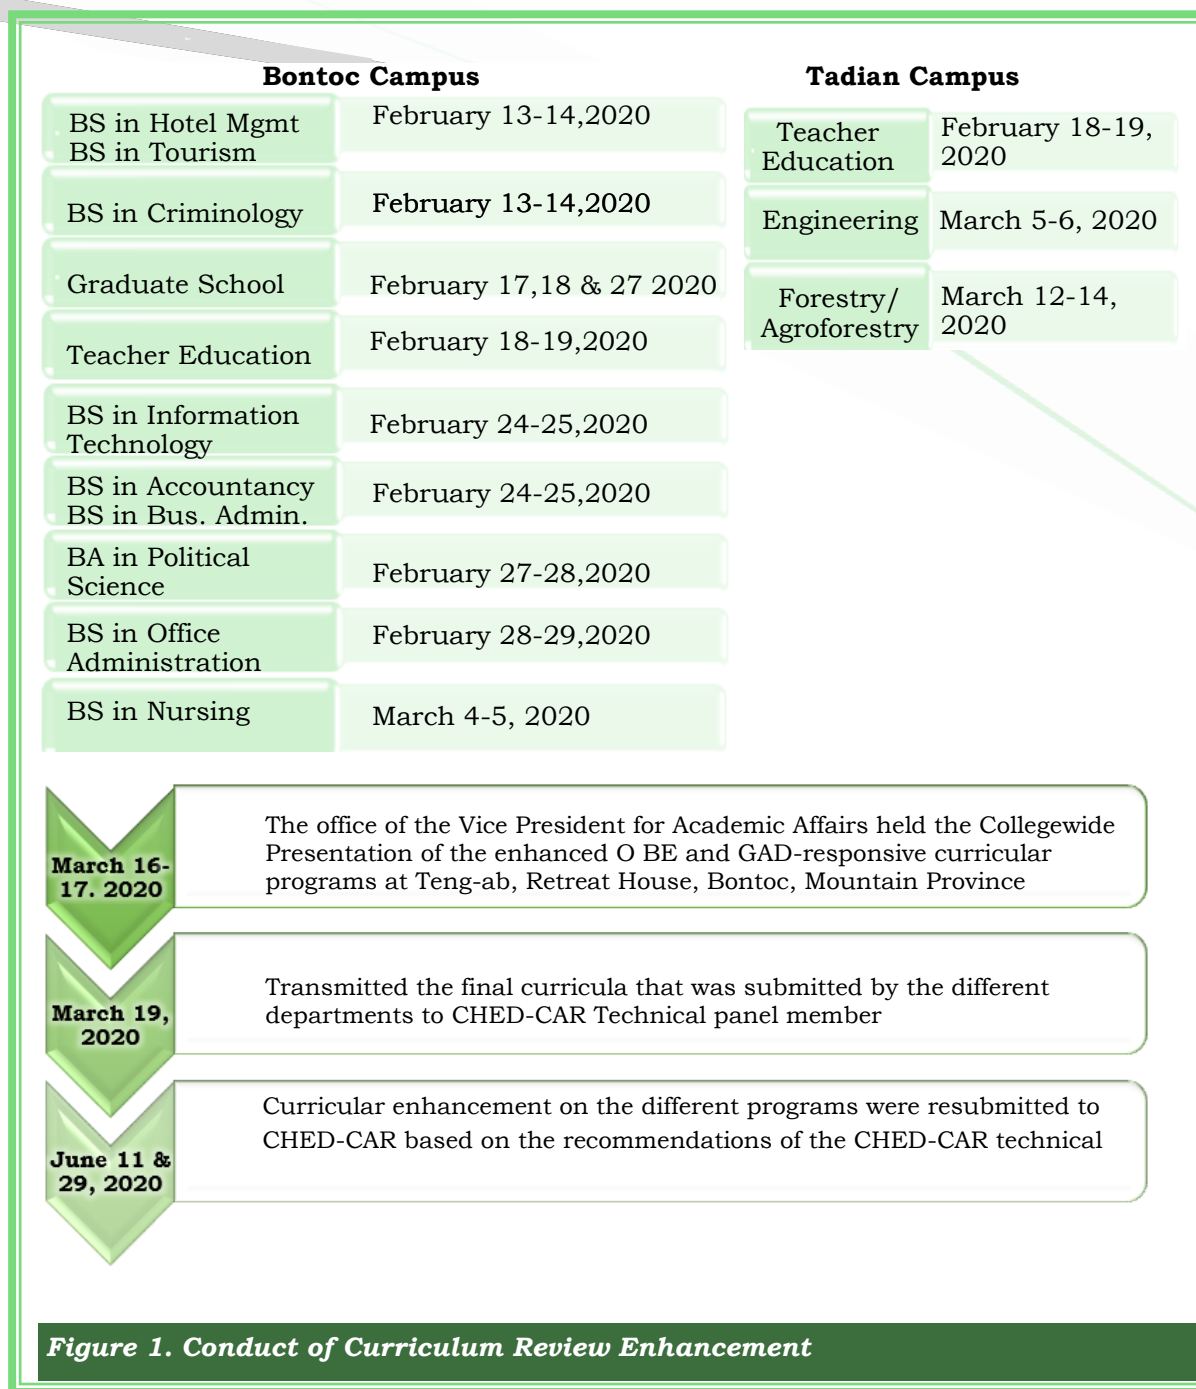 Bontoc Campus
BS in Hotel Mgmt
BS in Tourism
February 13-14,2020
BS in Criminology
February 13-14,2020
Graduate School
February 17,18 & 27 2020
Teacher Education
February 18-19,2020
BS in Information
Technology
February 24-25,2020
BS in Accountancy
BS in Bus. Admin.
February 24-25,2020
BA in Political
Science
February 27-28,2020
BS in Office
Administration
February 28-29,2020
BS in Nursing
March 4-5, 2020
Tadian Campus
Teacher
Education
February 18-19,
2020
Engineering
March 5-6, 2020
Forestry/
Agroforestry
March 12-14,
2020
March 16-
17. 2020
The office of the Vice President for Academic Affairs held the Collegewide
Presentation of the enhanced O BE and GAD-responsive curricular
programs at Teng-ab, Retreat House, Bontoc, Mountain Province
March 19,
2020
Transmitted the final curricula that was submitted by the different
departments to CHED-CAR Technical panel member
June 11 &
29, 2020
Curricular enhancement on the different programs were resubmitted to
CHED-CAR based on the recommendations of the CHED-CAR technical
Figure 1. Conduct of Curriculum Review Enhancement